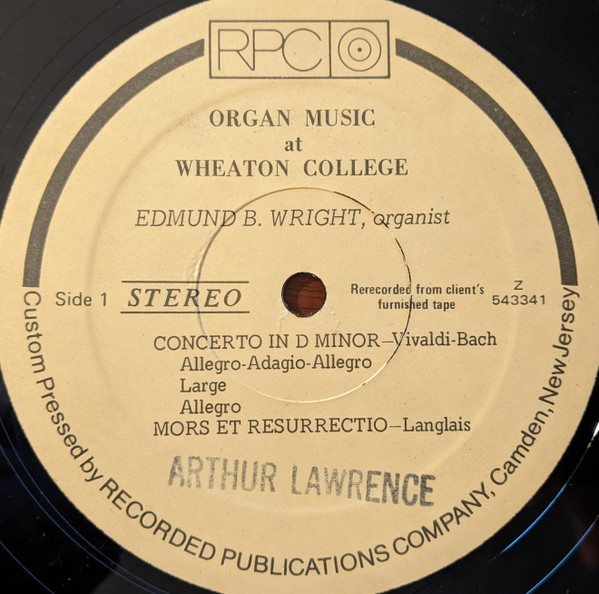 RPC
ORGAN MUSIC
at
WHEATON COLLEGE
EDMUND B. WRIGHT, organist
Side 1
STEREO
Rerecorded from client's
furnished tape
Z
543341
CONCERTO IN D MINOR—Vivaldi-Bach
Allegro-Adagio-Allegro
Large
Allegro
MORS ET RESURRECTIO—Langlais
ARTHUR LAWRENCE
Custom Pressed by RECORDED PUBLICATIONS COMPANY, Camden, New Jersey